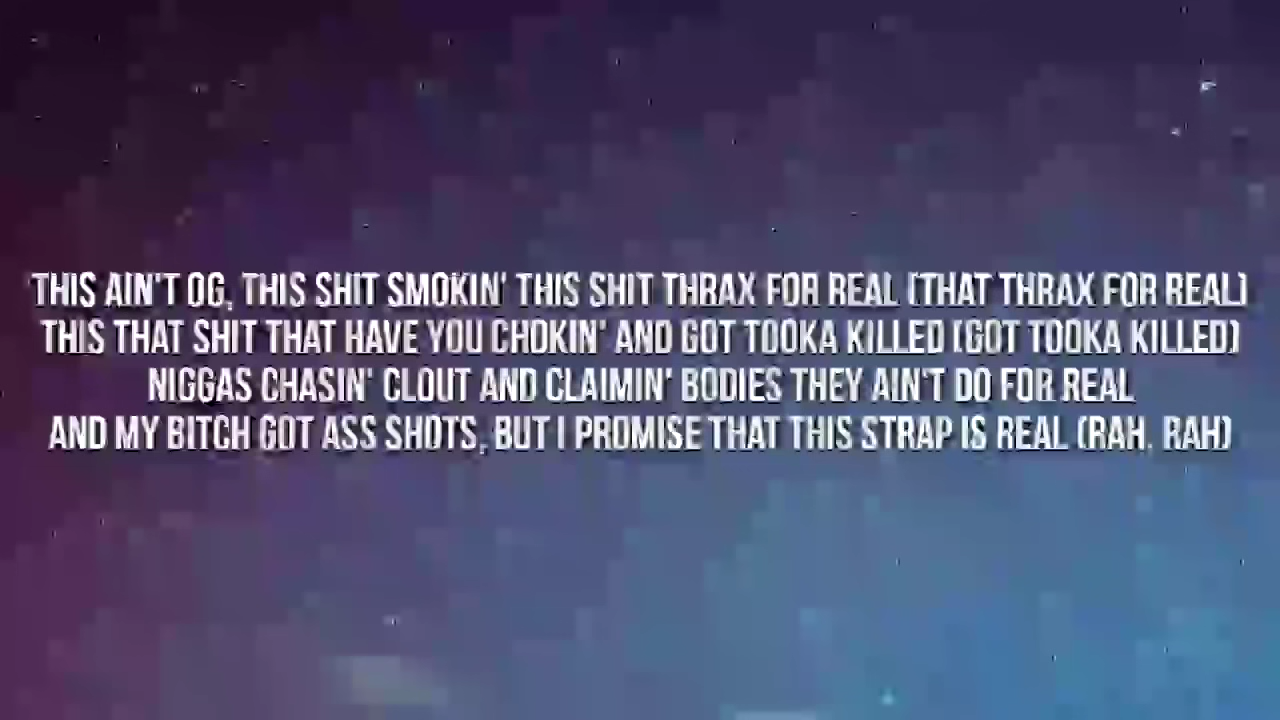 THIS AIN'T OG, THIS SHIT SMOKIN' THIS SHIT THRAX FOR REAL (THAT THRAX FOR REAL)
THIS THAT SHIT THAT HAVE YOU CHOKIN' AND GOT TOOKA KILLED (GOT TOOKA KILLED)
NIGGAS CHASIN' CLOUT AND CLAIMIN' BODIES THEY AIN'T DO FOR REAL
AND MY BITCH GOT ASS SHOTS, BUT I PROMISE THAT THIS STRAP IS REAL (RAH, RAH)